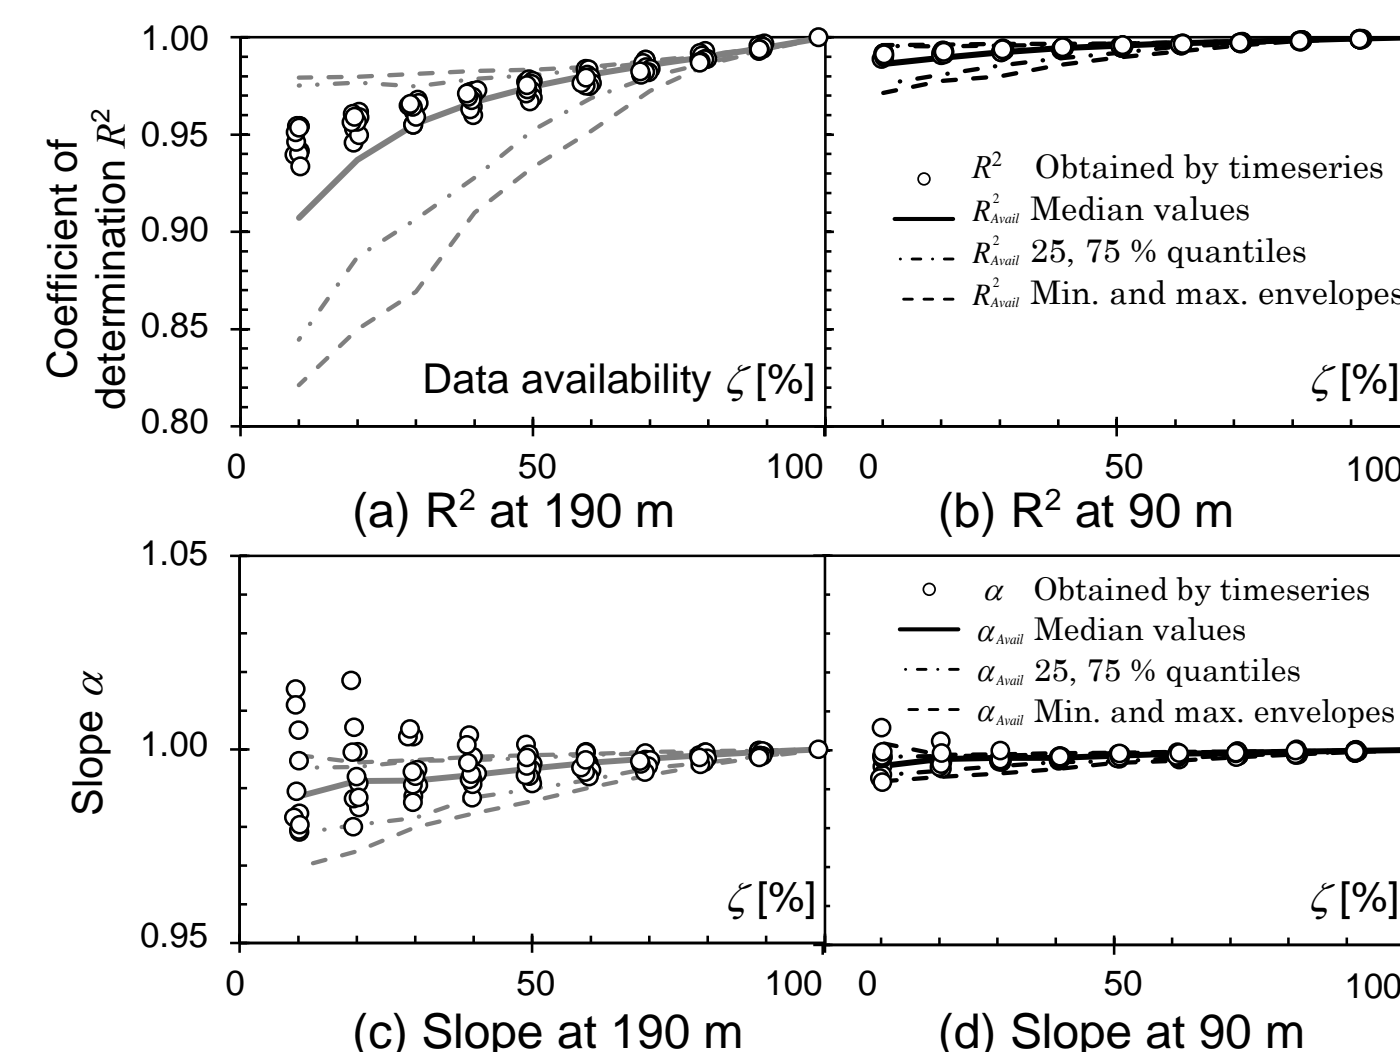 1.00
0.95
0.90
0.85
0.80
Coefficient of
determination R²
Data availability ζ [%]
0 50 100
(a) R² at 190 m
R² Obtained by timeseries
R²Avail Median values
R²Avail 25, 75 % quantiles
R²Avail Min. and max. envelopes
ζ [%]
0 50 100
(b) R² at 90 m
1.05
1.00
0.95
Slope α
ζ [%]
0 50 100
(c) Slope at 190 m
α Obtained by timeseries
αAvail Median values
αAvail 25, 75 % quantiles
αAvail Min. and max. envelopes
ζ [%]
0 50 100
(d) Slope at 90 m